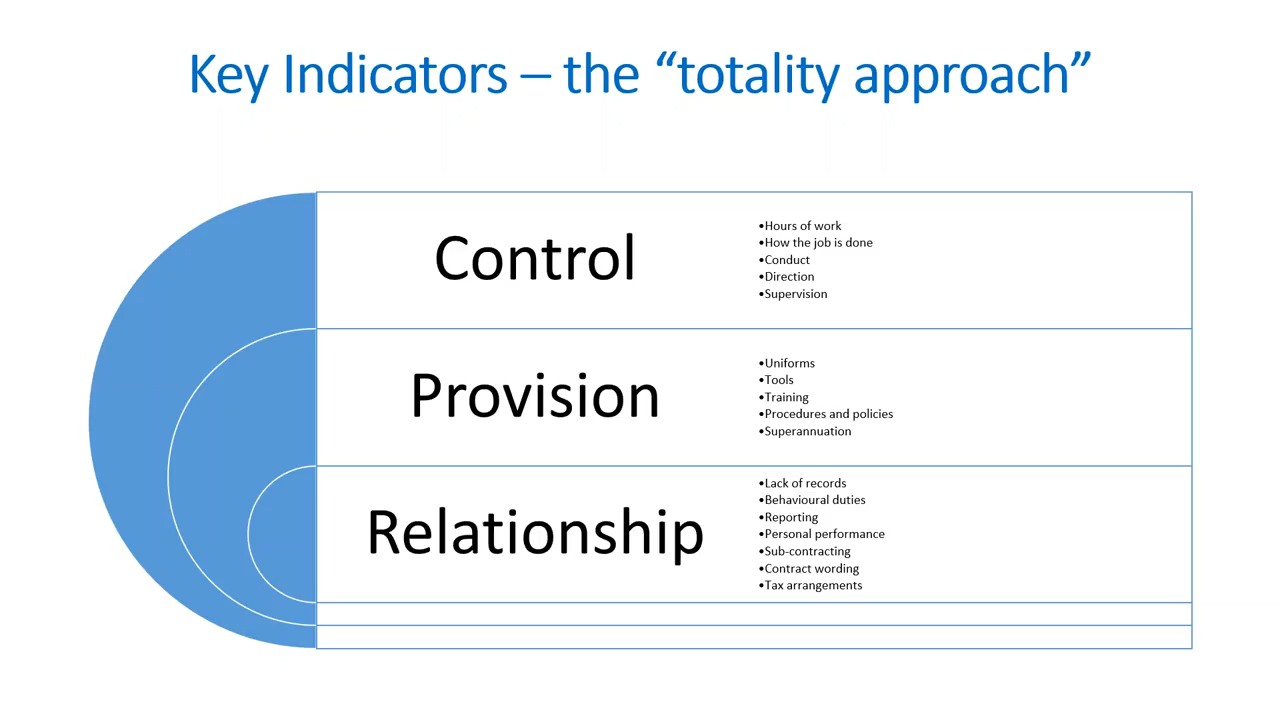 Key Indicators – the “totality approach”
Control
•Hours of work
•How the job is done
•Conduct
•Direction
•Supervision
Provision
•Uniforms
•Tools
•Training
•Procedures and policies
•Superannuation
Relationship
•Lack of records
•Behavioural duties
•Reporting
•Personal performance
•Sub-contracting
•Contract wording
•Tax arrangements